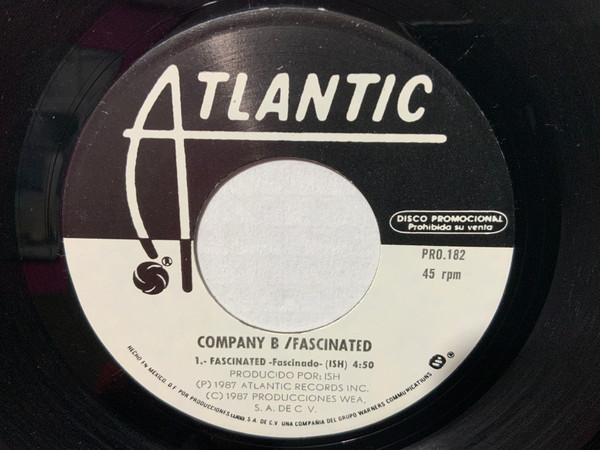 ATLANTIC
®
DISCO PROMOCIONAL
Prohibida su venta
PRO.182
45 rpm
COMPANY B /FASCINATED
1.- FASCINATED -Fascinado- (ISH) 4:50
PRODUCIDO POR: ISH
(P) 1987 ATLANTIC RECORDS INC.
(C) 1987 PRODUCCIONES WEA,
S. A. DE C V.
HECHO EN MEXICO, D.F. POR PRODUCCIONES S.A. DE C.V. UNA COMPAÑIA DEL GRUPO WARNERS COMMUNICATIONS ®